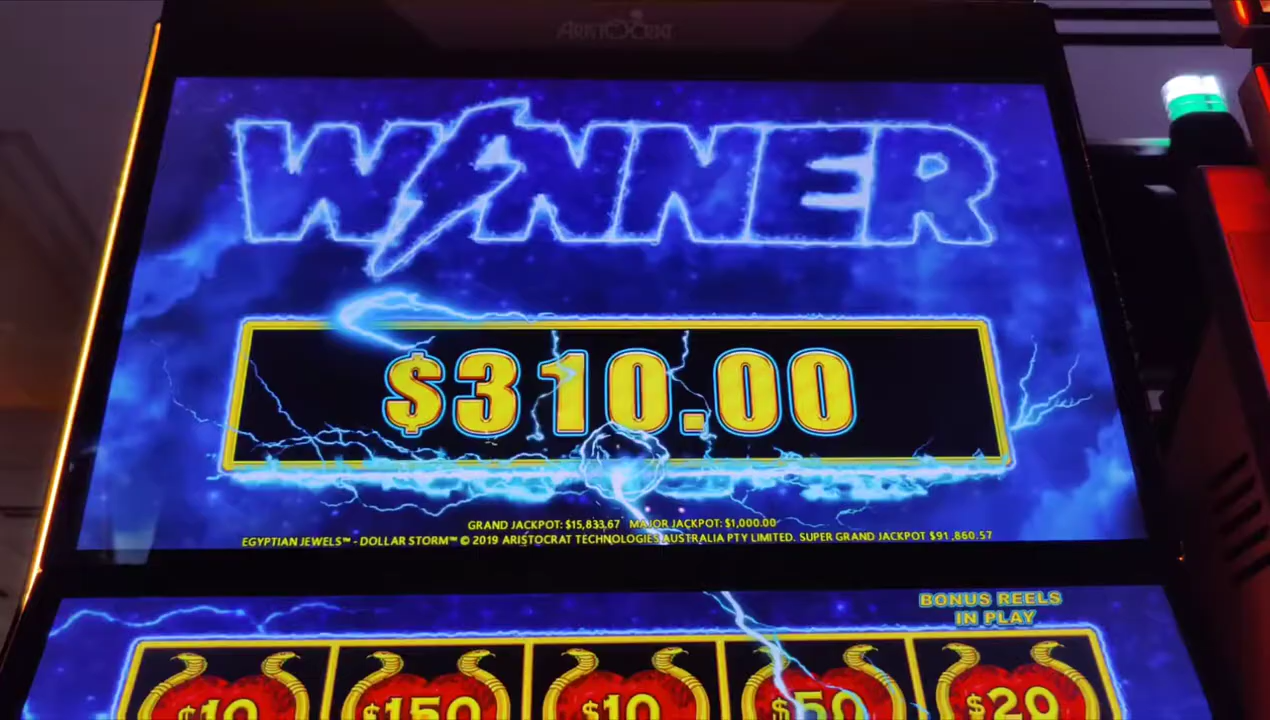 ARISTOCRAT
WINNER
$310.00
GRAND JACKPOT: $15,833.67 MAJOR JACKPOT: $1,000.00
EGYPTIAN JEWELS™ - DOLLAR STORM™ © 2019 ARISTOCRAT TECHNOLOGIES AUSTRALIA PTY LIMITED. SUPER GRAND JACKPOT $91,860.57
BONUS REELS
IN PLAY
$10 $150 $10 $50 $20